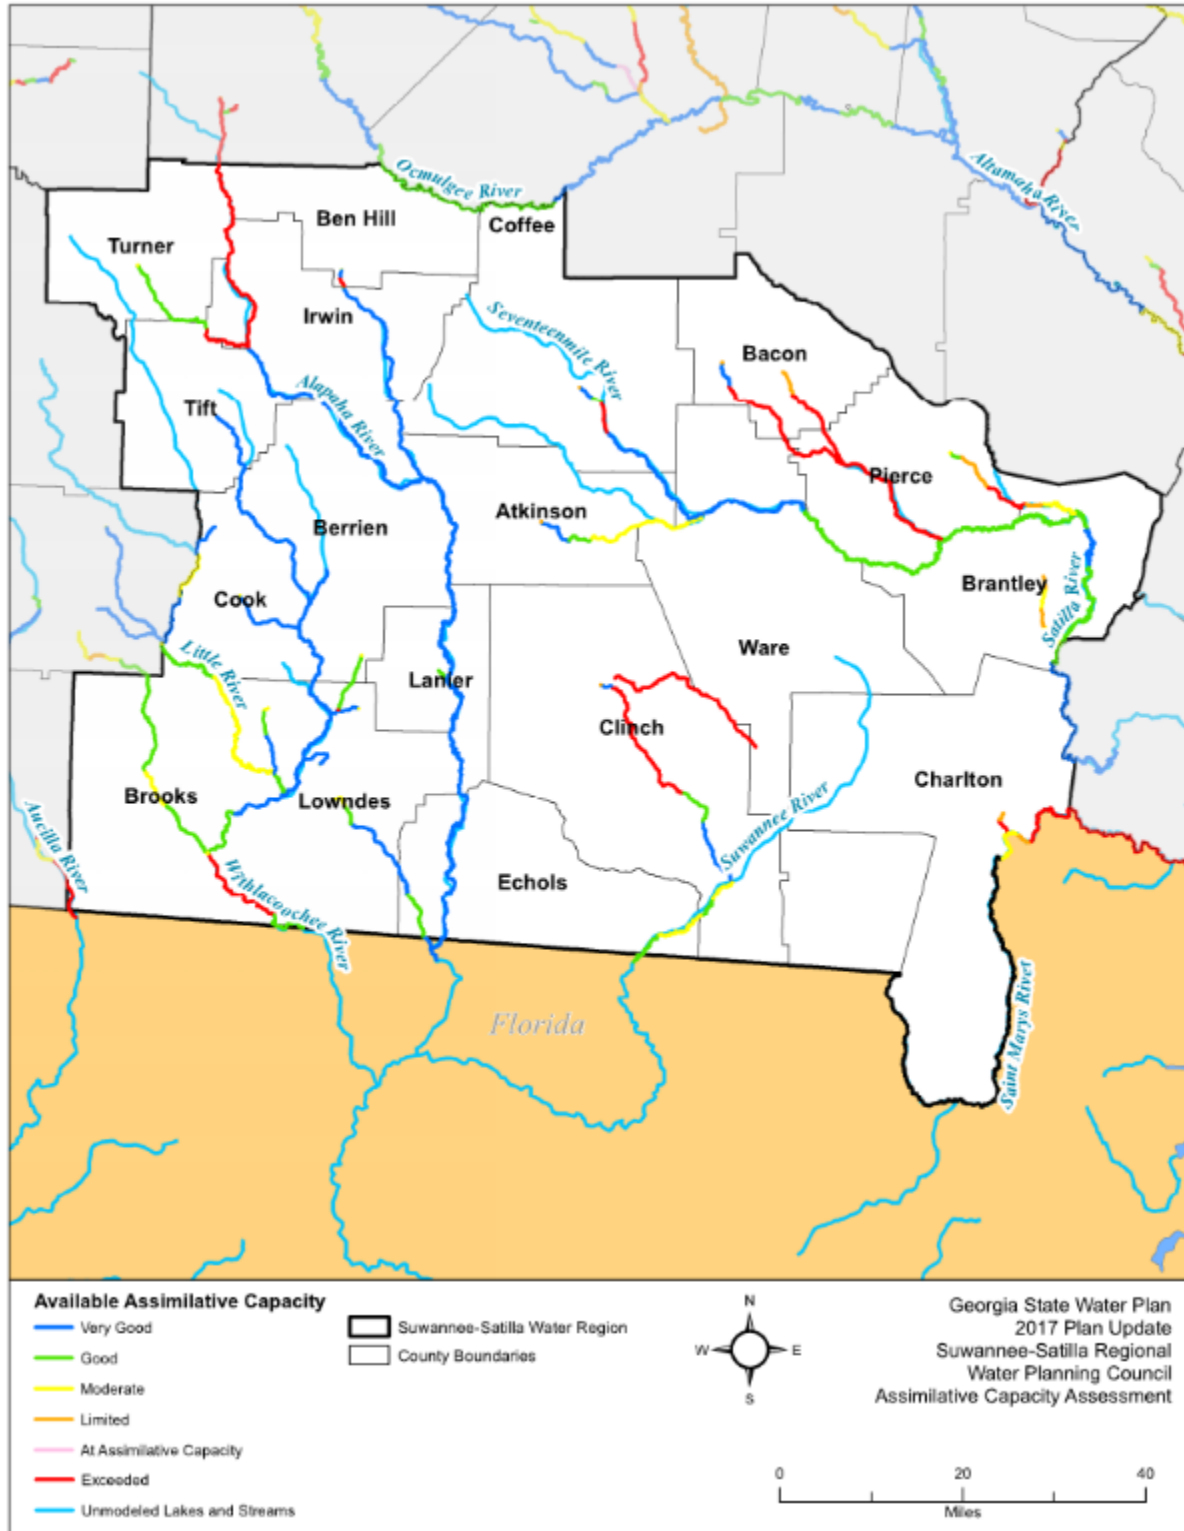 Ocmulgee River
Altamaha River
Ben Hill
Coffee
Turner
Irwin
Seventeenmile River
Bacon
Alapaha River
Tift
Pierce
Atkinson
Berrien
Brantley
Cook
Satilla River
Ware
Little River
Lanier
Clinch
Charlton
Brooks
Lowndes
Suwannee River
Aucilla River
Echols
Withlacoochee River
Saint Marys River
Florida
Available Assimilative Capacity
Very Good
Good
Moderate
Limited
At Assimilative Capacity
Exceeded
Unmodeled Lakes and Streams
Suwannee-Satilla Water Region
County Boundaries
N
W E
S
Georgia State Water Plan
2017 Plan Update
Suwannee-Satilla Regional
Water Planning Council
Assimilative Capacity Assessment
0 20 40
Miles